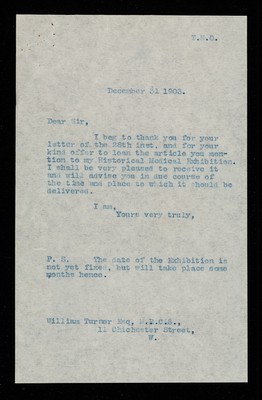 T.S.O.
December 31 1903.
Dear Sir,
I beg to thank you for your
letter of the 28th inst, and for your
kind offer to loan the article you men-
tion to my Historical Medical Exhibition.
I shall be very pleased to receive it
and will advise you in due course of
the time and place to which it should be
delivered.
I am,
Yours very truly,
P. S. The date of the Exhibition is
not yet fixed, but will take place some
months hence.
William Turner Esq, M.R.C.S.,
11 Chichester Street,
W.